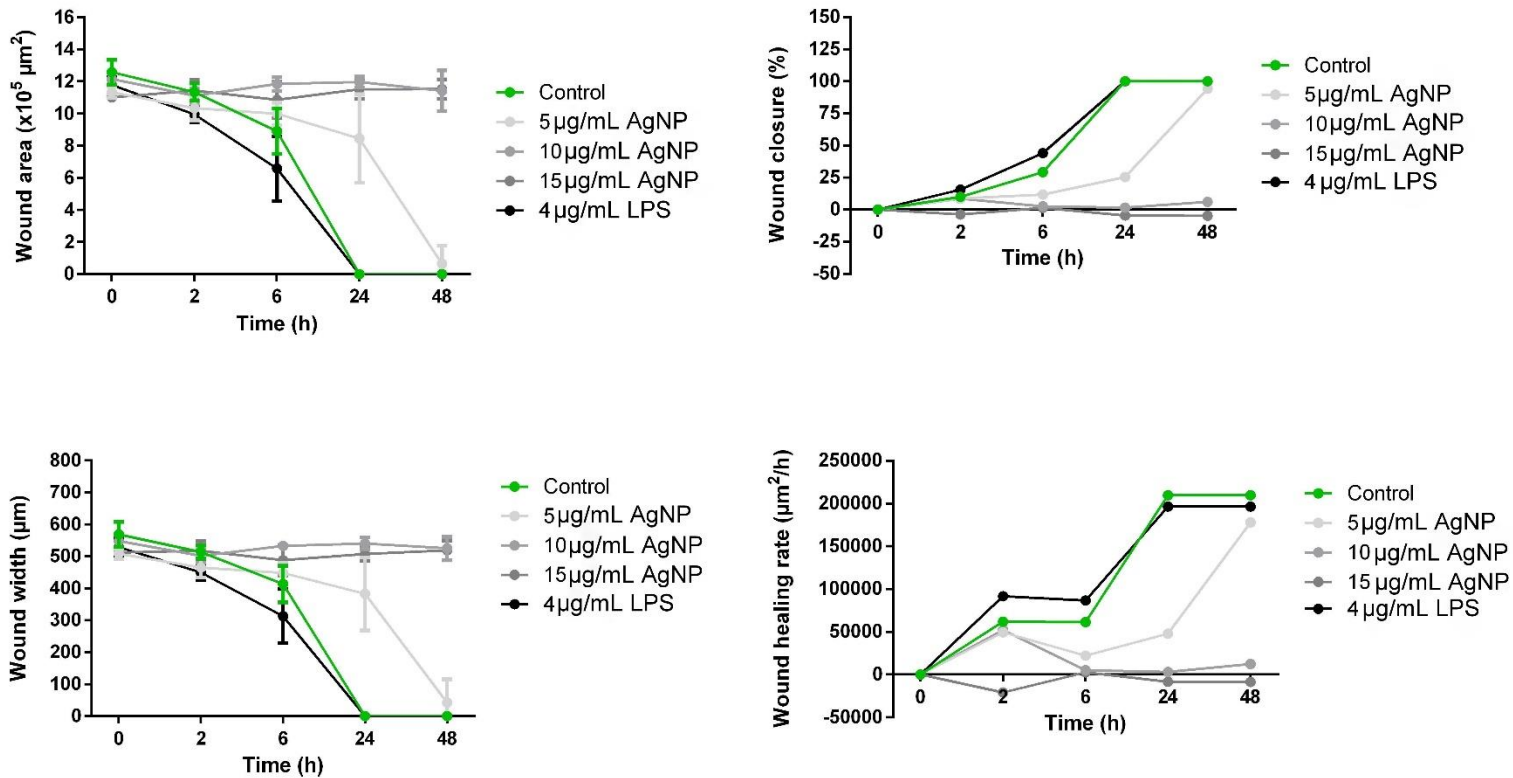 Wound area (x10⁵ µm²)
16
14
12
10
8
6
4
2
0
0 2 6 24 48
Time (h)
Control
5µg/mL AgNP
10µg/mL AgNP
15µg/mL AgNP
4µg/mL LPS
Wound closure (%)
150
125
100
75
50
25
0
-25
-50
0 2 6 24 48
Time (h)
Control
5µg/mL AgNP
10µg/mL AgNP
15µg/mL AgNP
4µg/mL LPS
Wound width (µm)
800
700
600
500
400
300
200
100
0
0 2 6 24 48
Time (h)
Control
5µg/mL AgNP
10µg/mL AgNP
15µg/mL AgNP
4µg/mL LPS
Wound healing rate (µm²/h)
250000
200000
150000
100000
50000
0
-50000
0 2 6 24 48
Time (h)
Control
5µg/mL AgNP
10µg/mL AgNP
15µg/mL AgNP
4µg/mL LPS